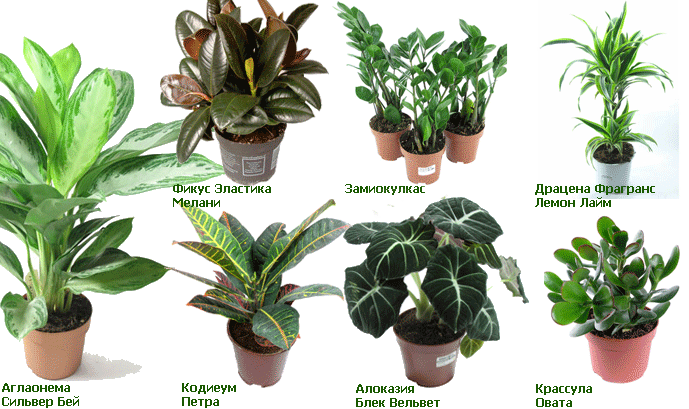 Фикус Эластика
Мелани
Замиокулкас
Драцена Фрагранс
Лемон Лайм
Аглаонема
Сильвер Бей
Кодиеум
Петра
Алоказия
Блек Вельвет
Крассула
Овата